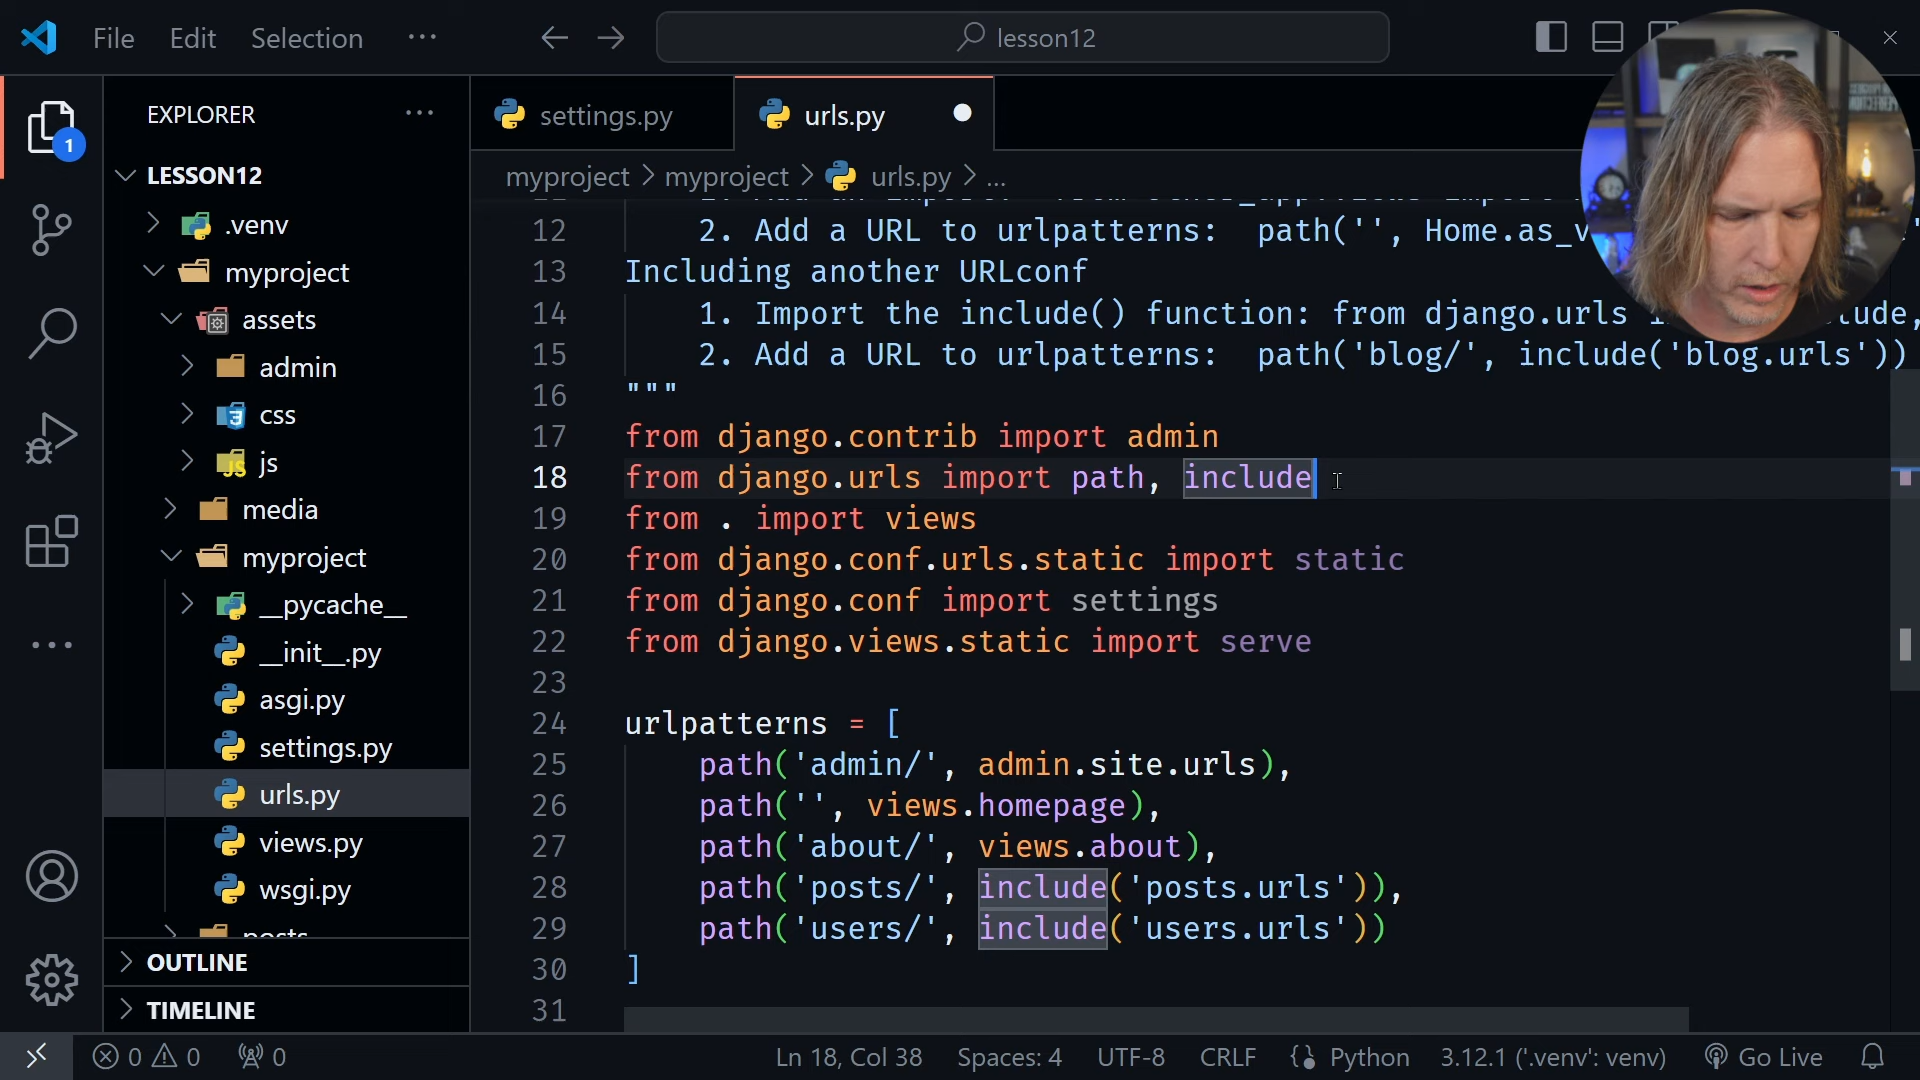 File Edit Selection ··· lesson12
EXPLORER ···
1
LESSON12
.venv
myproject
assets
admin
css
js
media
myproject
__pycache__
__init__.py
asgi.py
settings.py
urls.py
views.py
wsgi.py
posts
OUTLINE
TIMELINE
settings.py urls.py
myproject > myproject > urls.py > ...
12 2. Add a URL to urlpatterns:  path('', Home.as_v
13 Including another URLconf
14 1. Import the include() function: from django.urls
15 2. Add a URL to urlpatterns:  path('blog/', include('blog.urls'))
16 """
17 from django.contrib import admin
18 from django.urls import path, include
19 from . import views
20 from django.conf.urls.static import static
21 from django.conf import settings
22 from django.views.static import serve
23
24 urlpatterns = [
25 path('admin/', admin.site.urls),
26 path('', views.homepage),
27 path('about/', views.about),
28 path('posts/', include('posts.urls')),
29 path('users/', include('users.urls'))
30 ]
31
0 0 0 Ln 18, Col 38 Spaces: 4 UTF-8 CRLF Python 3.12.1 ('.venv': venv) Go Live